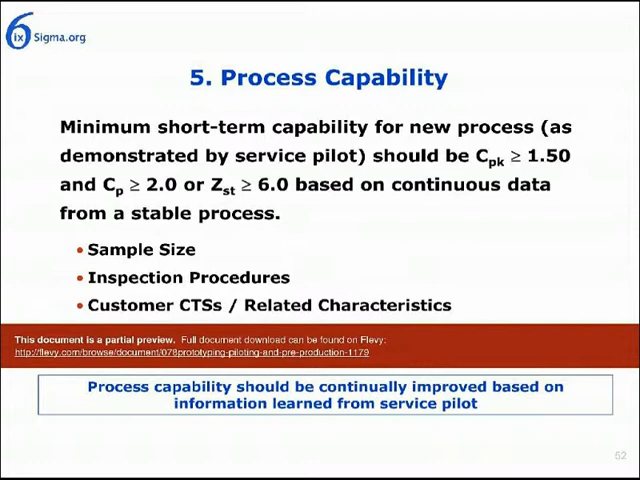 6ix Sigma.org
5. Process Capability
Minimum short-term capability for new process (as
demonstrated by service pilot) should be Cpk ≥ 1.50
and Cp ≥ 2.0 or Zst ≥ 6.0 based on continuous data
from a stable process.
• Sample Size
• Inspection Procedures
• Customer CTSs / Related Characteristics
This document is a partial preview. Full document download can be found on Flevy:
http://flevy.com/browse/document/078prototyping-piloting-and-pre-production-1179
Process capability should be continually improved based on
information learned from service pilot
52